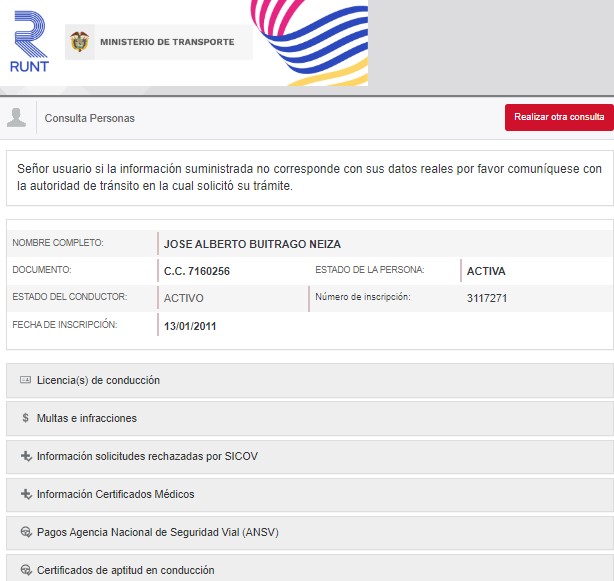 RUNT
MINISTERIO DE TRANSPORTE
Consulta Personas
Realizar otra consulta
Señor usuario si la información suministrada no corresponde con sus datos reales por favor comuníquese con
la autoridad de tránsito en la cual solicitó su trámite.
NOMBRE COMPLETO: JOSE ALBERTO BUITRAGO NEIZA
DOCUMENTO: C.C. 7160256 ESTADO DE LA PERSONA: ACTIVA
ESTADO DEL CONDUCTOR: ACTIVO Número de inscripción: 3117271
FECHA DE INSCRIPCIÓN: 13/01/2011
Licencia(s) de conducción
$ Multas e infracciones
Información solicitudes rechazadas por SICOV
Información Certificados Médicos
Pagos Agencia Nacional de Seguridad Vial (ANSV)
Certificados de aptitud en conducción